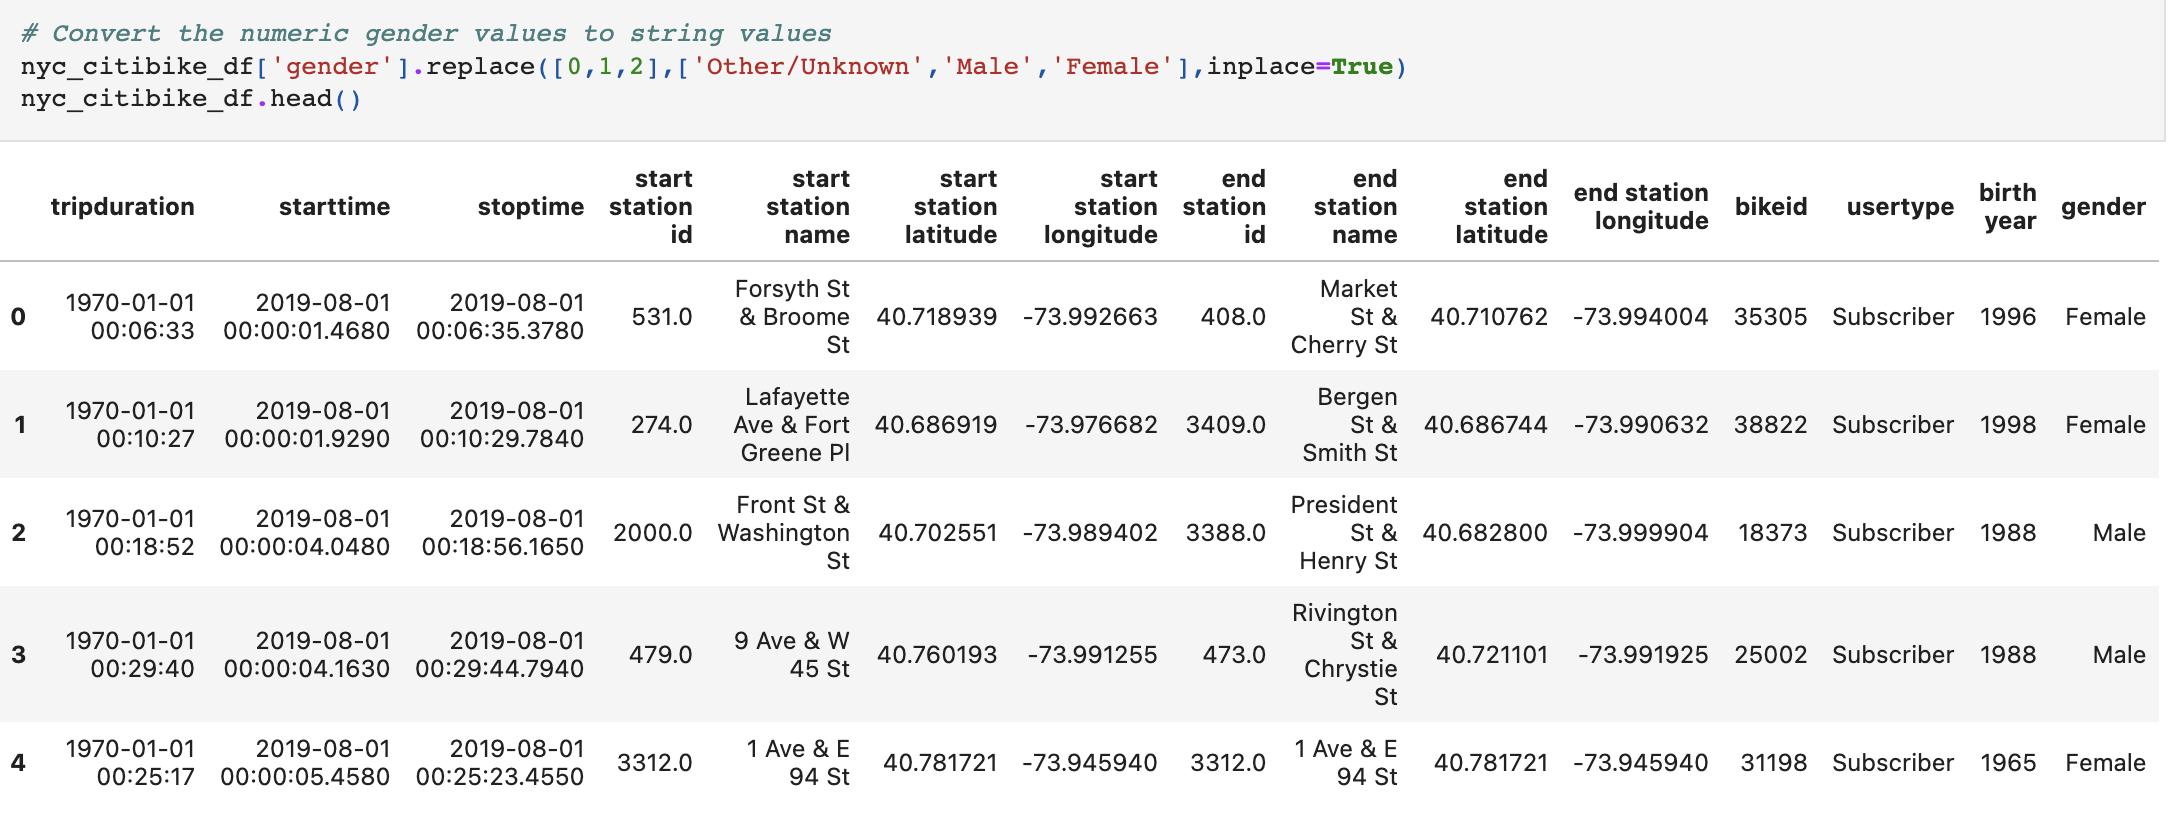 # Convert the numeric gender values to string values
nyc_citibike_df['gender'].replace([0,1,2],['Other/Unknown','Male','Female'],inplace=True)
nyc_citibike_df.head()
tripduration starttime stoptime start station id start station name start station latitude start station longitude end station id end station name end station latitude end station longitude bikeid usertype birth year gender
0 1970-01-01 00:06:33 2019-08-01 00:00:01.4680 2019-08-01 00:06:35.3780 531.0 Forsyth St & Broome St 40.718939 -73.992663 408.0 Market St & Cherry St 40.710762 -73.994004 35305 Subscriber 1996 Female
1 1970-01-01 00:10:27 2019-08-01 00:00:01.9290 2019-08-01 00:10:29.7840 274.0 Lafayette Ave & Fort Greene Pl 40.686919 -73.976682 3409.0 Bergen St & Smith St 40.686744 -73.990632 38822 Subscriber 1998 Female
2 1970-01-01 00:18:52 2019-08-01 00:00:04.0480 2019-08-01 00:18:56.1650 2000.0 Front St & Washington St 40.702551 -73.989402 3388.0 President St & Henry St 40.682800 -73.999904 18373 Subscriber 1988 Male
3 1970-01-01 00:29:40 2019-08-01 00:00:04.1630 2019-08-01 00:29:44.7940 479.0 9 Ave & W 45 St 40.760193 -73.991255 473.0 Rivington St & Chrystie St 40.721101 -73.991925 25002 Subscriber 1988 Male
4 1970-01-01 00:25:17 2019-08-01 00:00:05.4580 2019-08-01 00:25:23.4550 3312.0 1 Ave & E 94 St 40.781721 -73.945940 3312.0 1 Ave & E 94 St 40.781721 -73.945940 31198 Subscriber 1965 Female